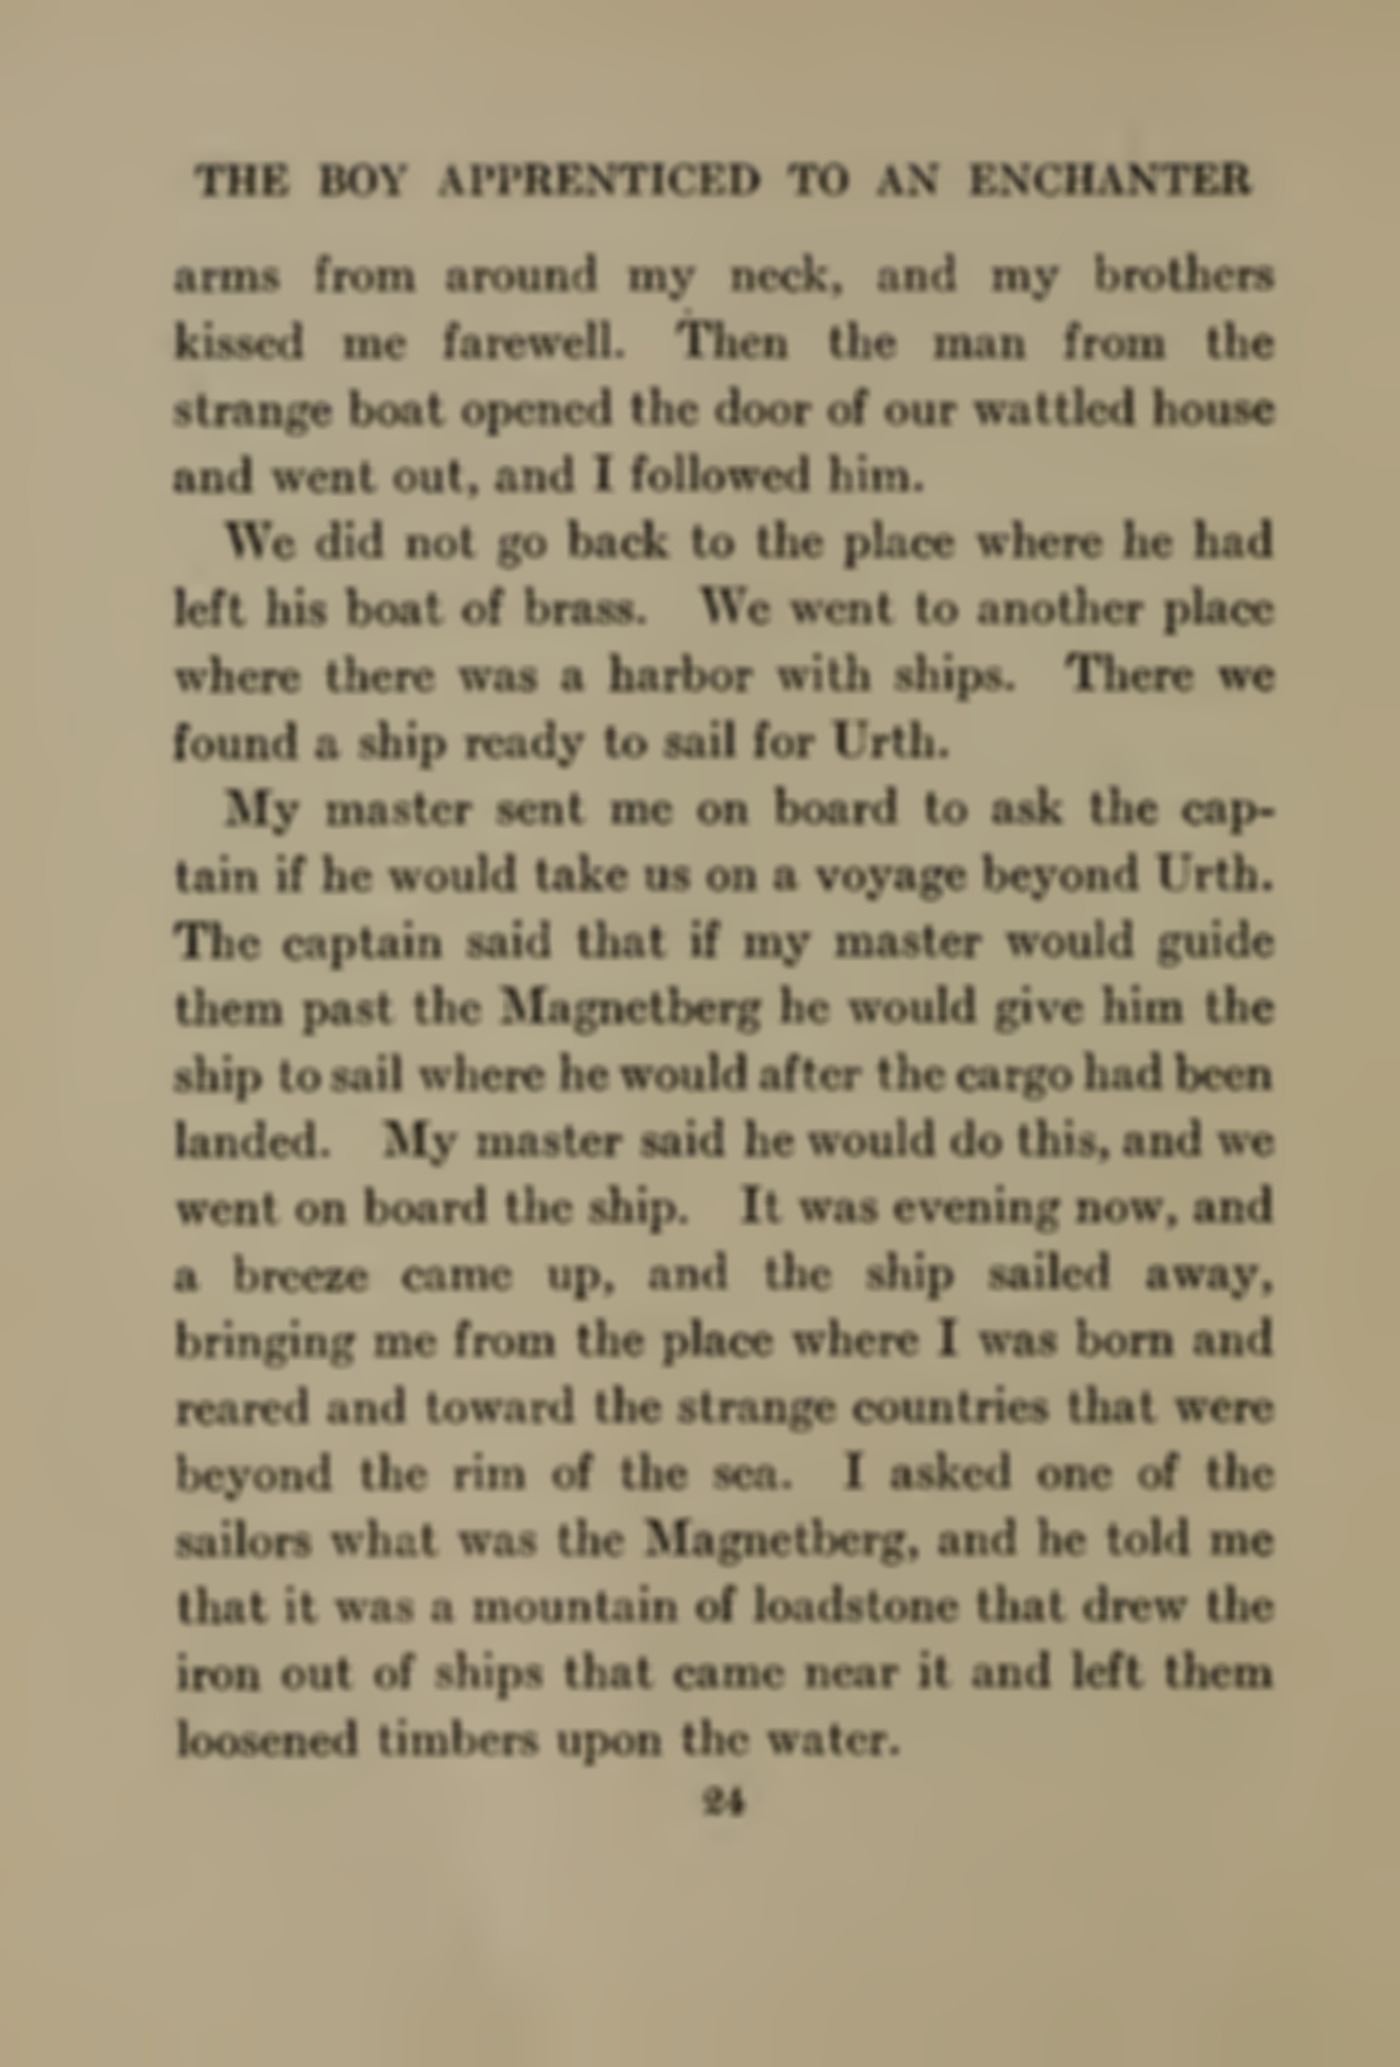 THE BOY APPRENTICED TO AN ENCHANTER
arms from around my neck, and my brothers
kissed me farewell. Then the man from the
strange boat opened the door of our wattled house
and went out, and I followed him.
We did not go back to the place where he had
left his boat of brass. We went to another place
where there was a harbor with ships. There we
found a ship ready to sail for Urth.
My master sent me on board to ask the cap-
tain if he would take us on a voyage beyond Urth.
The captain said that if my master would guide
them past the Magnetberg he would give him the
ship to sail where he would after the cargo had been
landed. My master said he would do this, and we
went on board the ship. It was evening now, and
a breeze came up, and the ship sailed away,
bringing me from the place where I was born and
reared and toward the strange countries that were
beyond the rim of the sea. I asked one of the
sailors what was the Magnetberg, and he told me
that it was a mountain of loadstone that drew the
iron out of ships that came near it and left them
loosened timbers upon the water.
24